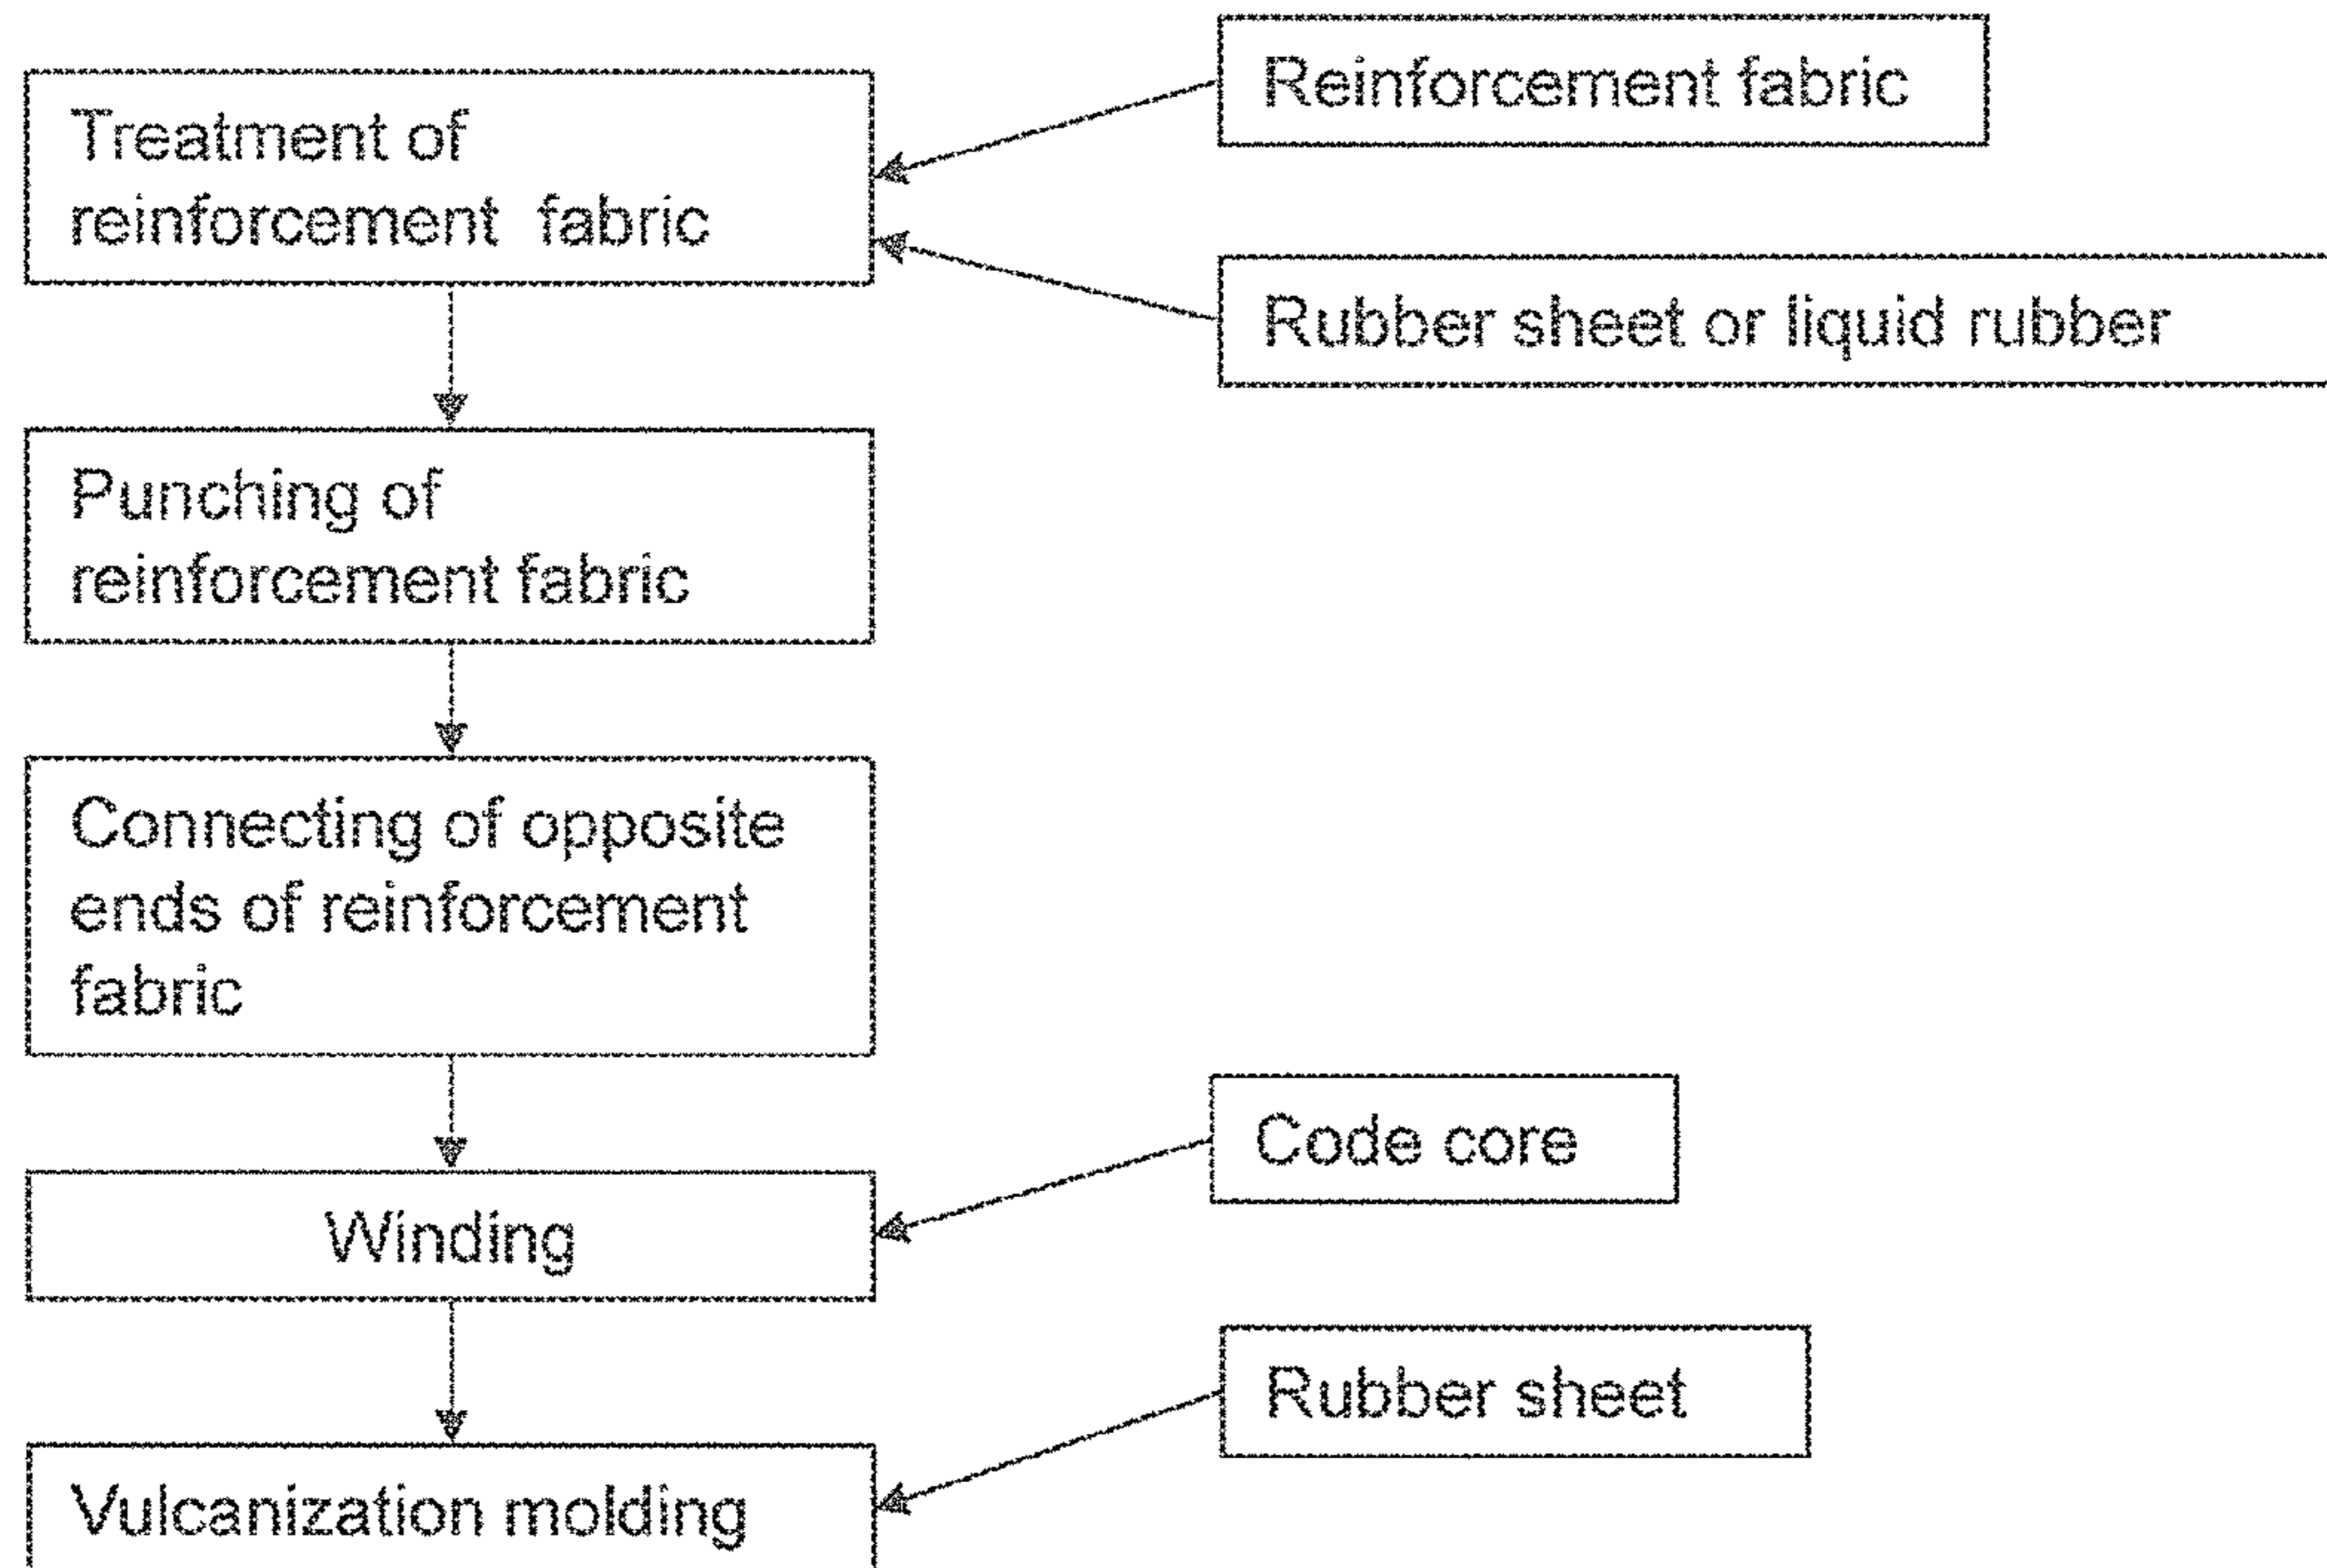 Reinforcement fabric
Treatment of
reinforcement fabric
Rubber sheet or liquid rubber
Punching of
reinforcement fabric
Connecting of opposite
ends of reinforcement
fabric
Code core
Winding
Rubber sheet
Vulcanization molding